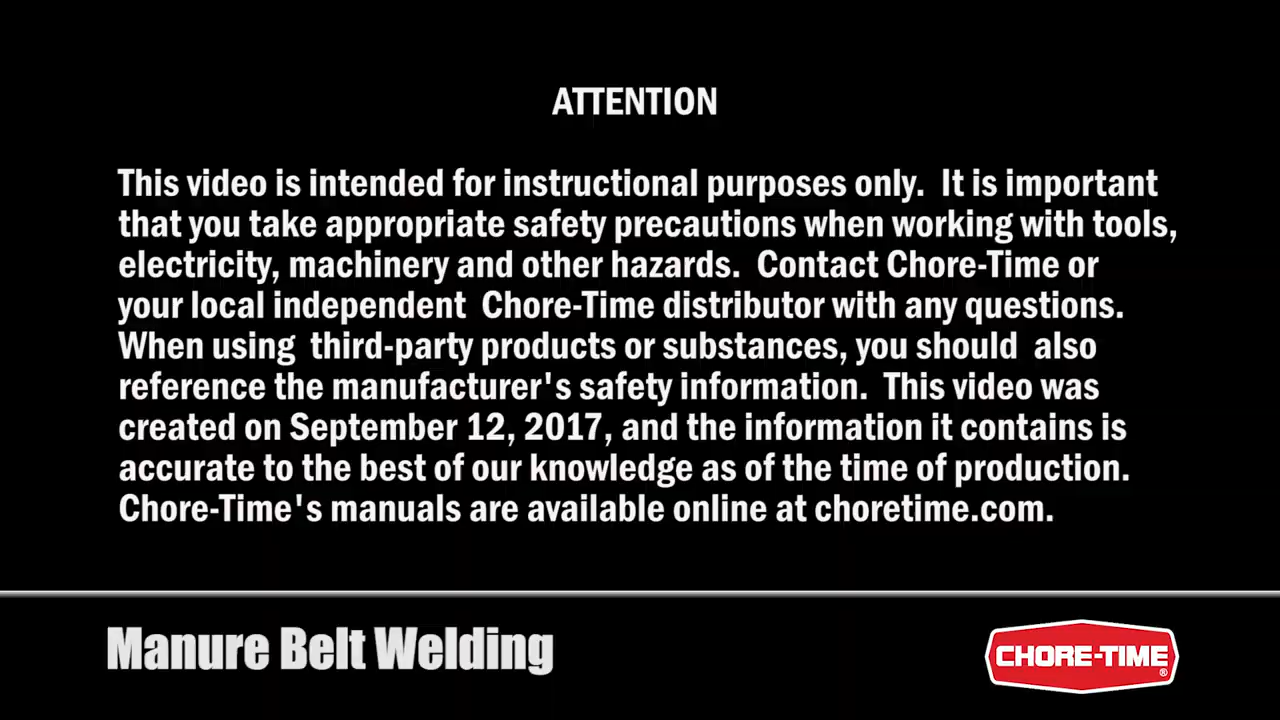 ATTENTION
This video is intended for instructional purposes only.  It is important
that you take appropriate safety precautions when working with tools,
electricity, machinery and other hazards.  Contact Chore-Time or
your local independent  Chore-Time distributor with any questions.
When using  third-party products or substances, you should  also
reference the manufacturer's safety information.  This video was
created on September 12, 2017, and the information it contains is
accurate to the best of our knowledge as of the time of production.
Chore-Time's manuals are available online at choretime.com.
Manure Belt Welding
CHORE-TIME®